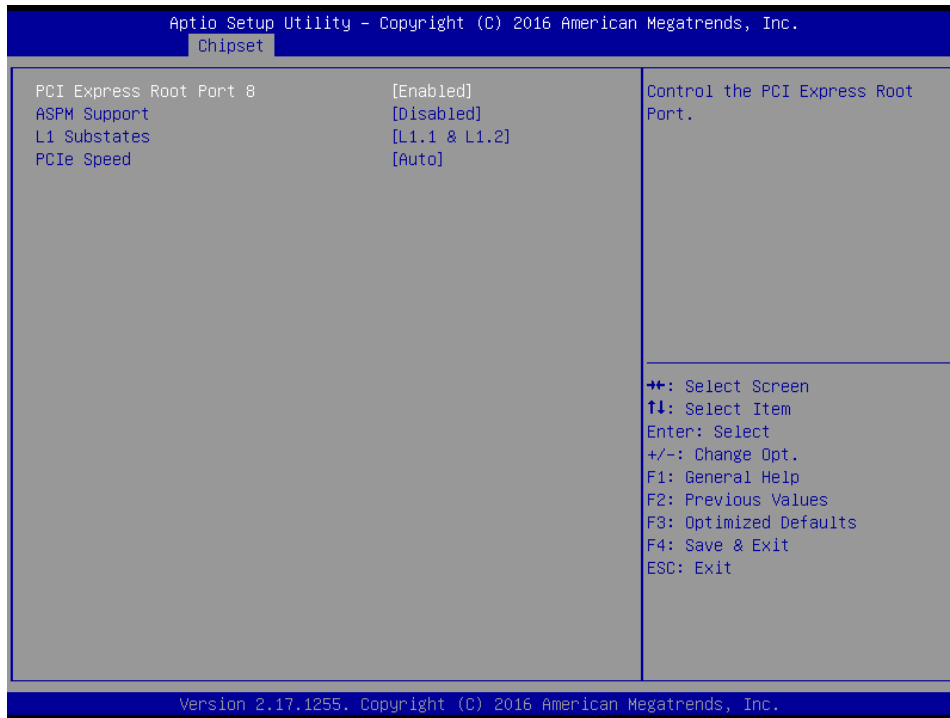 Aptio Setup Utility – Copyright (C) 2016 American Megatrends, Inc.
Chipset
PCI Express Root Port 8 [Enabled]
ASPM Support [Disabled]
L1 Substates [L1.1 & L1.2]
PCIe Speed [Auto]
Control the PCI Express Root
Port.
→←: Select Screen
↑↓: Select Item
Enter: Select
+/-: Change Opt.
F1: General Help
F2: Previous Values
F3: Optimized Defaults
F4: Save & Exit
ESC: Exit
Version 2.17.1255. Copyright (C) 2016 American Megatrends, Inc.